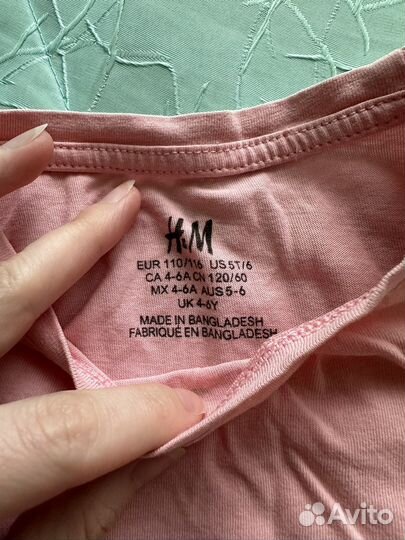 H&M
EUR 110/116 US 5T/6
CA 4-6A CN 120/60
MX 4-6A AUS 5-6
UK 4-6Y
MADE IN BANGLADESH
FABRIQUÉ EN BANGLADESH
Avito